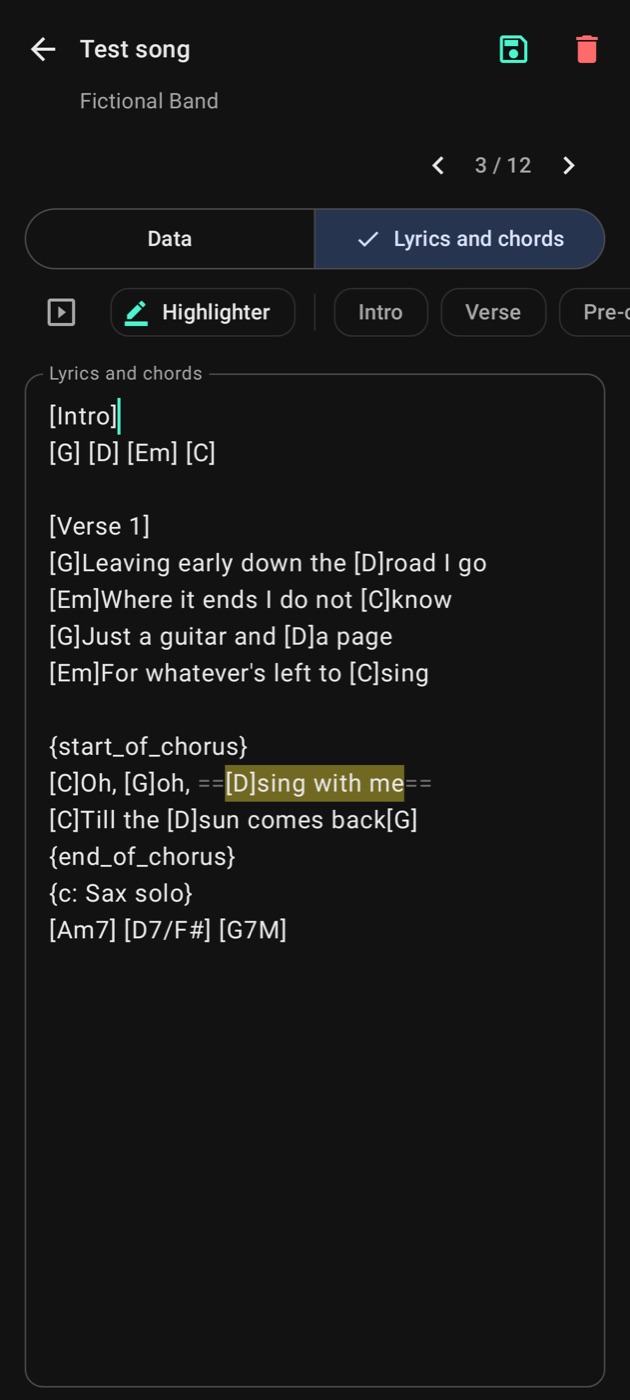 Test song
Fictional Band
3 / 12
Data
Lyrics and chords
Highlighter
Intro
Verse
Pre-c
Lyrics and chords
[Intro]
[G] [D] [Em] [C]
[Verse 1]
[G]Leaving early down the [D]road I go
[Em]Where it ends I do not [C]know
[G]Just a guitar and [D]a page
[Em]For whatever's left to [C]sing
{start_of_chorus}
[C]Oh, [G]oh, ==[D]sing with me==
[C]Till the [D]sun comes back[G]
{end_of_chorus}
{c: Sax solo}
[Am7] [D7/F#] [G7M]